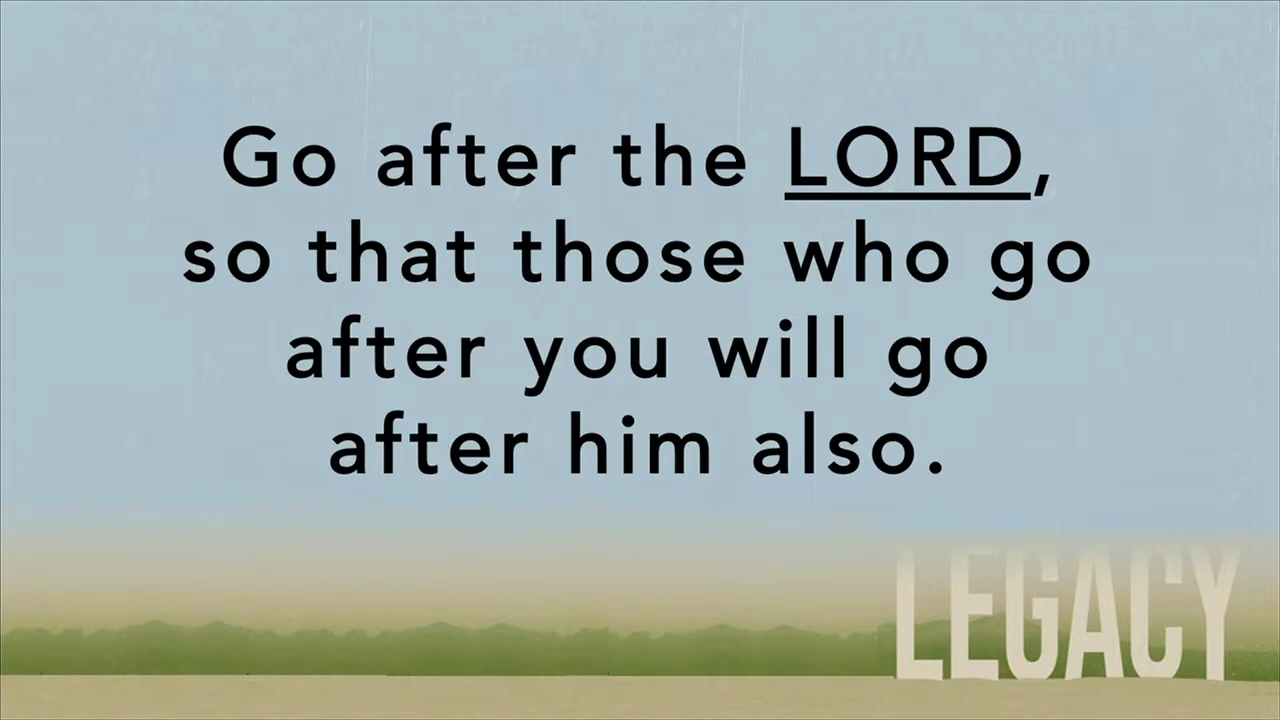 Go after the LORD,
so that those who go
after you will go
after him also.
LEGACY